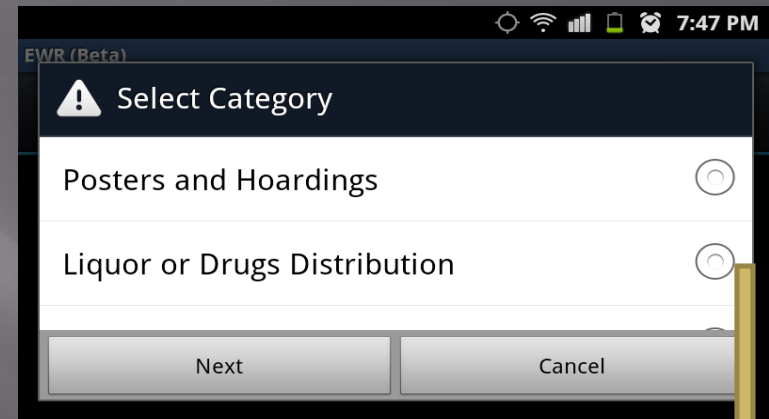 7:47 PM
EWR (Beta)
Select Category
Posters and Hoardings
Liquor or Drugs Distribution
Next
Cancel